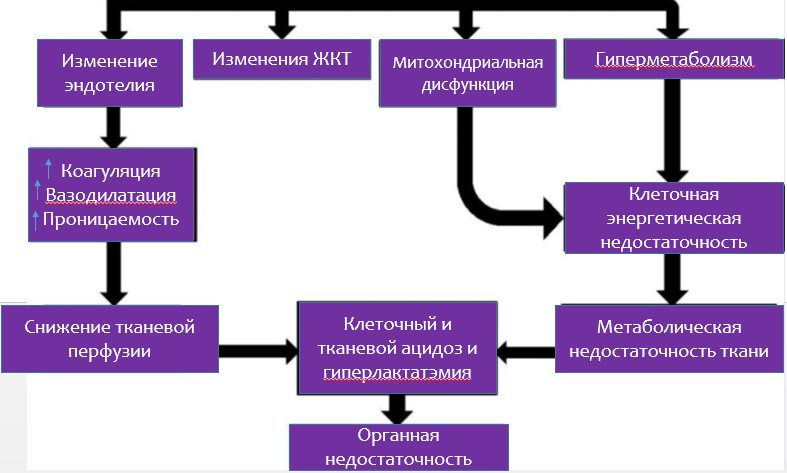 Изменение
эндотелия
Изменения ЖКТ
Митохондриальная
дисфункция
Гиперметаболизм
Коагуляция
Вазодилатация
Проницаемость
Клеточная
энергетическая
недостаточность
Снижение тканевой
перфузии
Клеточный и
тканевой ацидоз и
гиперлактатэмия
Метаболическая
недостаточность ткани
Органная
недостаточность